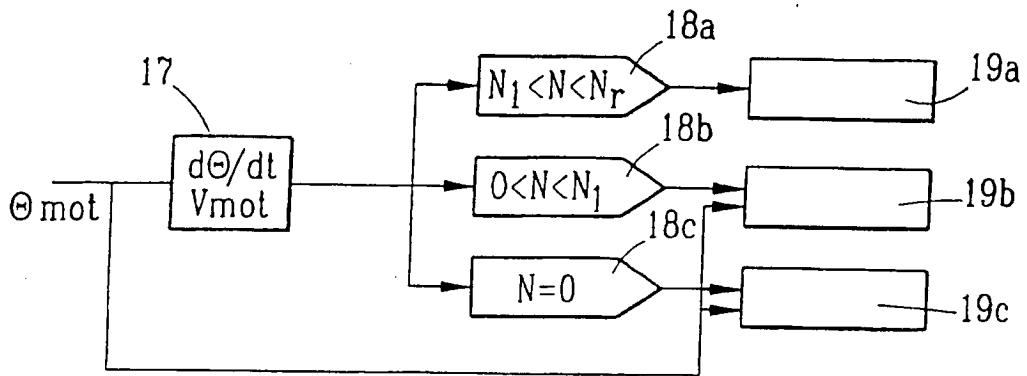 18a
17
N₁<N<Nᵣ
19a
18b
dΘ/dt
Vmot
Θmot
0<N<N₁
19b
18c
N=0
19c